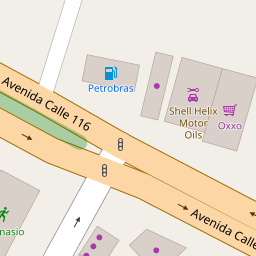 Petrobras
Avenida Calle 116
Shell Helix
Motor
Oils
Oxxo
Avenida Calle
nasio